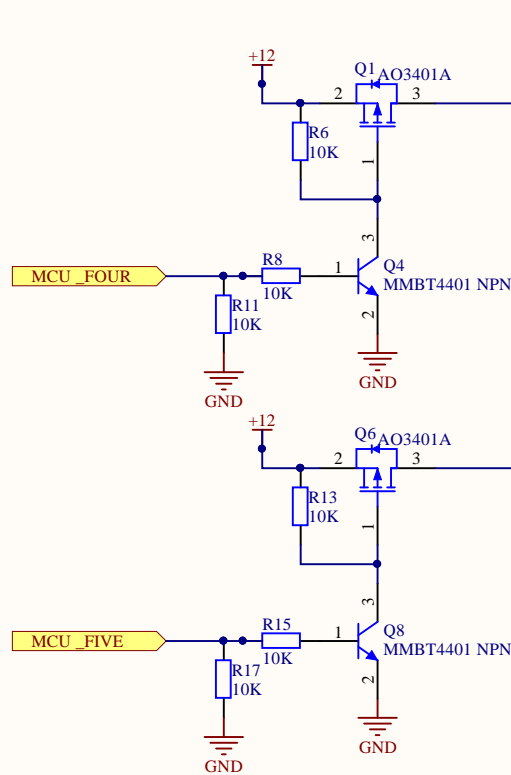 +12
Q1
AO3401A
2
3
R6
10K
1
3
R8
Q4
MCU _FOUR
1
MMBT4401 NPN
10K
R11
10K
2
GND
GND
+12
Q6
AO3401A
2
3
R13
10K
1
3
R15
Q8
MCU _FIVE
1
MMBT4401 NPN
10K
R17
10K
2
GND
GND